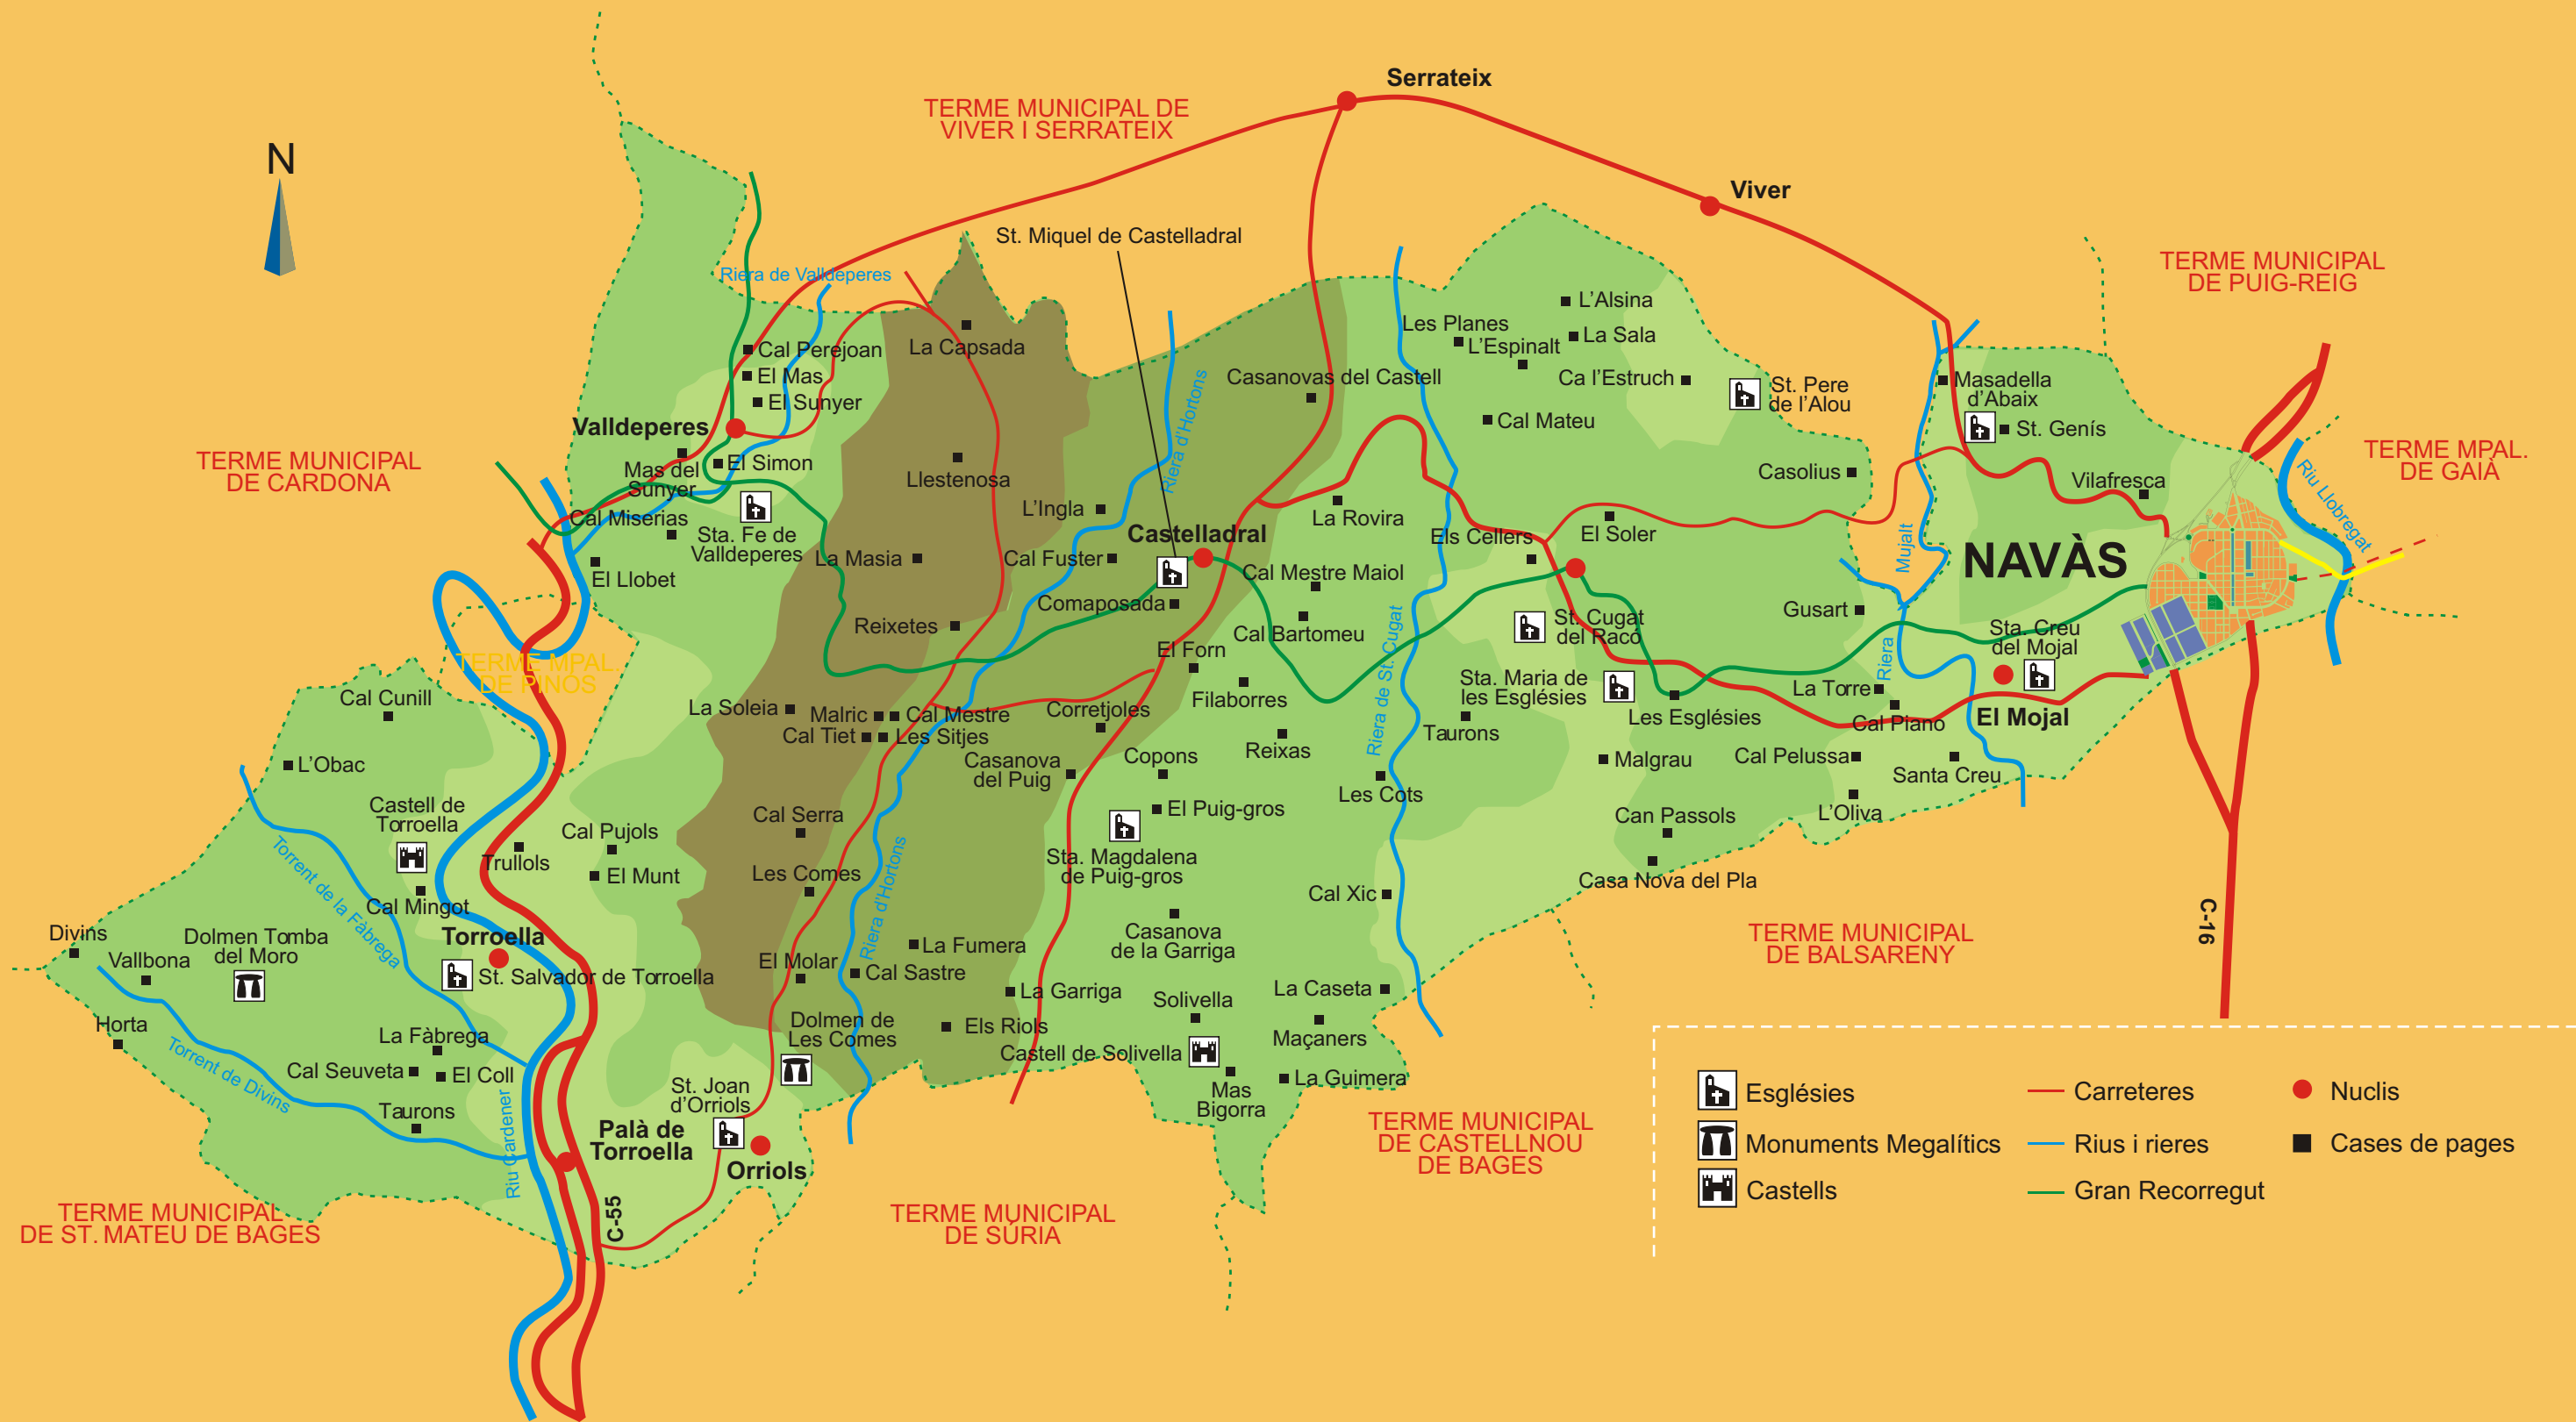 Serrateix
TERME MUNICIPAL DE
VIVER I SERRATEIX
N
Viver
St. Miquel de Castelladral
Riera de Valldeperes
TERME MUNICIPAL
DE PUIG-REIG
L'Alsina
Les Planes
La Sala
L'Espinalt
Cal Perejoan
La Capsada
El Mas
Casanovas del Castell
Ca l'Estruch
St. Pere
de l'Alou
Masadella
d'Abaix
El Sunyer
Riera d'Hortons
Cal Mateu
St. Genís
Valldeperes
TERME MUNICIPAL
DE CARDONA
TERME MPAL.
DE GAIÀ
Mas del
Sunyer
El Simon
Llestenosa
Casolius
Vilafresca
Riu Llobregat
Cal Miserias
L'Ingla
La Rovira
Sta. Fe de
Valldeperes
Castelladral
Els Cellers
El Soler
Mujalt
NAVÀS
La Masia
Cal Fuster
El Llobet
Cal Mestre Maiol
Comaposada
Gusart
Reixetes
Cal Bartomeu
Riera de St. Cugat
St. Cugat
del Racó
Sta. Creu
del Mojal
TERME MPAL.
DE PINÓS
El Forn
Riera
Cal Cunill
Filaborres
Sta. Maria de
les Esglésies
La Torre
La Soleia
Malric
Cal Mestre
Corretjoles
Les Esglésies
Cal Piano
El Mojal
Cal Tiet
Les Sitjes
Taurons
Reixas
L'Obac
Casanova
del Puig
Copons
Malgrau
Cal Pelussa
Santa Creu
Les Cots
Castell de
Torroella
Cal Serra
El Puig-gros
L'Oliva
Can Passols
Cal Pujols
Torrent de la Fàbrega
Trullols
El Munt
Les Comes
Sta. Magdalena
de Puig-gros
Casa Nova del Pla
Cal Mingot
Riera d'Hortons
Cal Xic
C-16
Divins
Dolmen Tomba
del Moro
Torroella
Vallbona
La Fumera
Casanova
de la Garriga
TERME MUNICIPAL
DE BALSARENY
St. Salvador de Torroella
El Molar
Cal Sastre
La Garriga
Solivella
La Caseta
Horta
La Fàbrega
Dolmen de
Les Comes
Els Riols
Maçaners
Torrent de Divins
Cal Seuveta
El Coll
Castell de Solivella
Mas
Bigorra
La Guimera
Taurons
St. Joan
d'Orriols
Riu Cardener
Palà de
Torroella
Orriols
TERME MUNICIPAL
DE CASTELLNOU
DE BAGES
TERME MUNICIPAL
DE ST. MATEU DE BAGES
C-55
TERME MUNICIPAL
DE SÚRIA
Esglésies
Carreteres
Nuclis
Monuments Megalítics
Rius i rieres
Cases de pages
Castells
Gran Recorregut